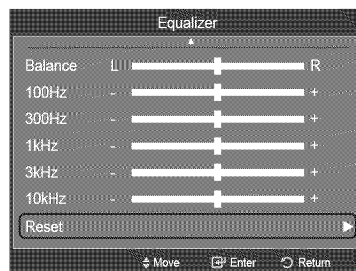 Equalizer
Balance L R
100Hz - +
300Hz - +
1kHz - +
3kHz - +
10kHz - +
Reset
Move Enter Return